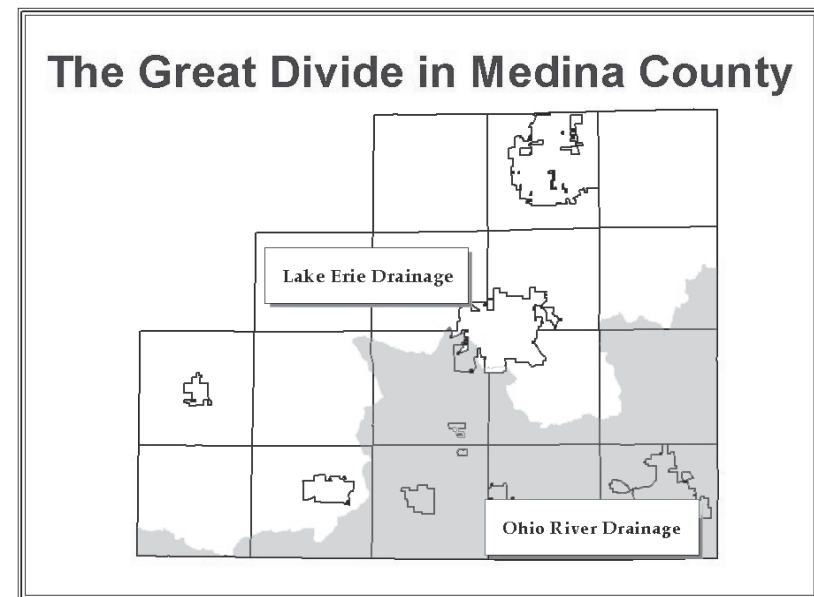 The Great Divide in Medina County
Lake Erie Drainage
Ohio River Drainage